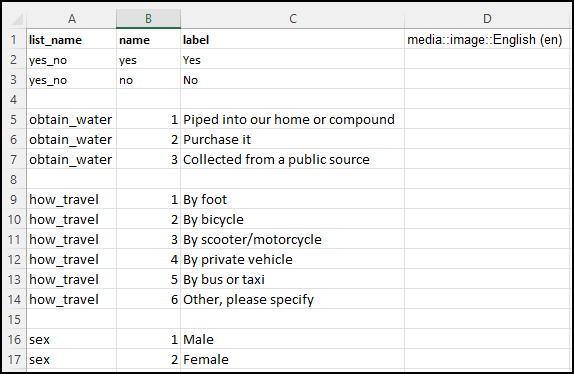 A B C D
1 list_name name label media::image::English (en)
2 yes_no yes Yes
3 yes_no no No
4
5 obtain_water 1 Piped into our home or compound
6 obtain_water 2 Purchase it
7 obtain_water 3 Collected from a public source
8
9 how_travel 1 By foot
10 how_travel 2 By bicycle
11 how_travel 3 By scooter/motorcycle
12 how_travel 4 By private vehicle
13 how_travel 5 By bus or taxi
14 how_travel 6 Other, please specify
15
16 sex 1 Male
17 sex 2 Female